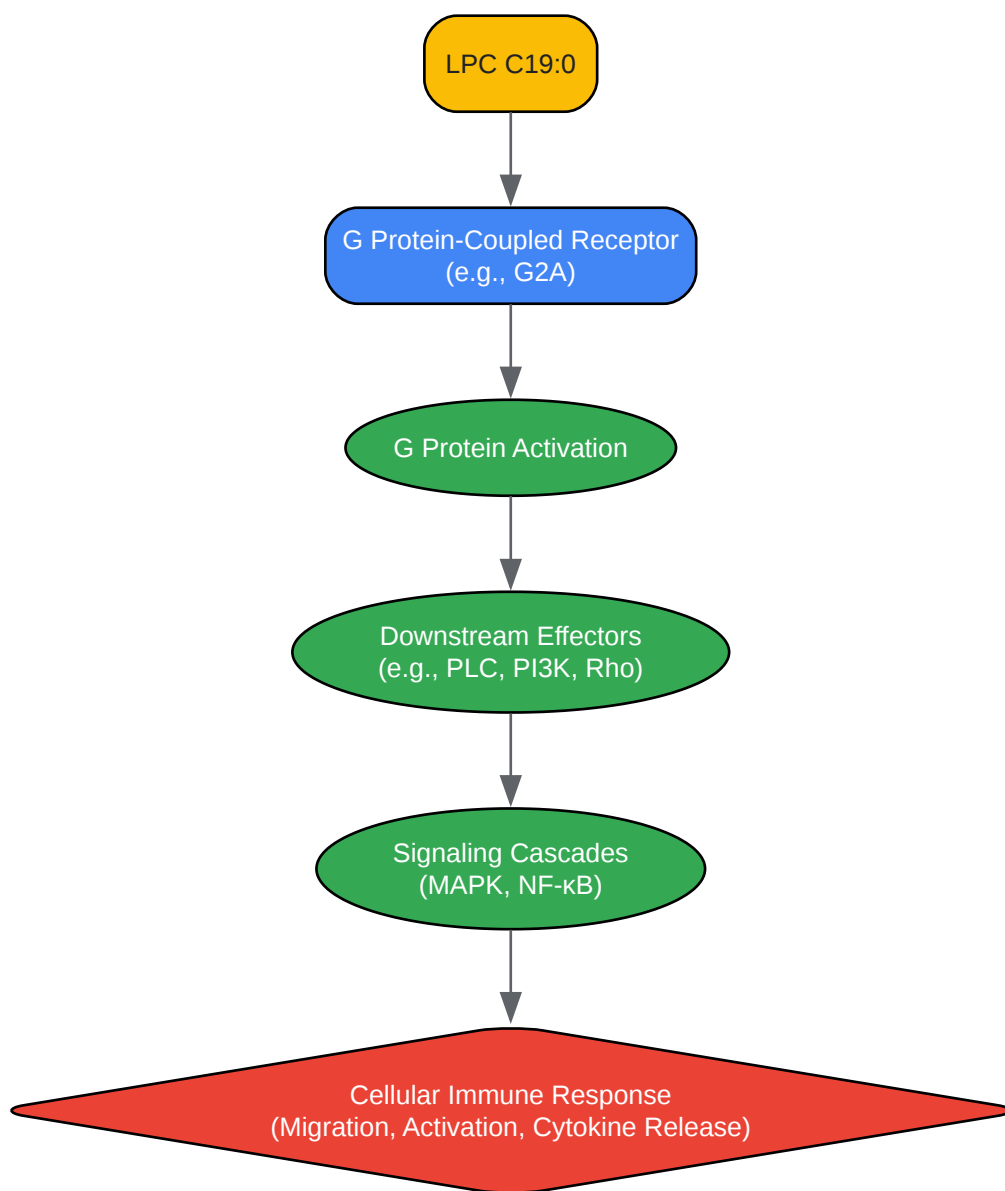 LPC C19:0
G Protein-Coupled Receptor
(e.g., G2A)
G Protein Activation
Downstream Effectors
(e.g., PLC, PI3K, Rho)
Signaling Cascades
(MAPK, NF-κB)
Cellular Immune Response
(Migration, Activation, Cytokine Release)